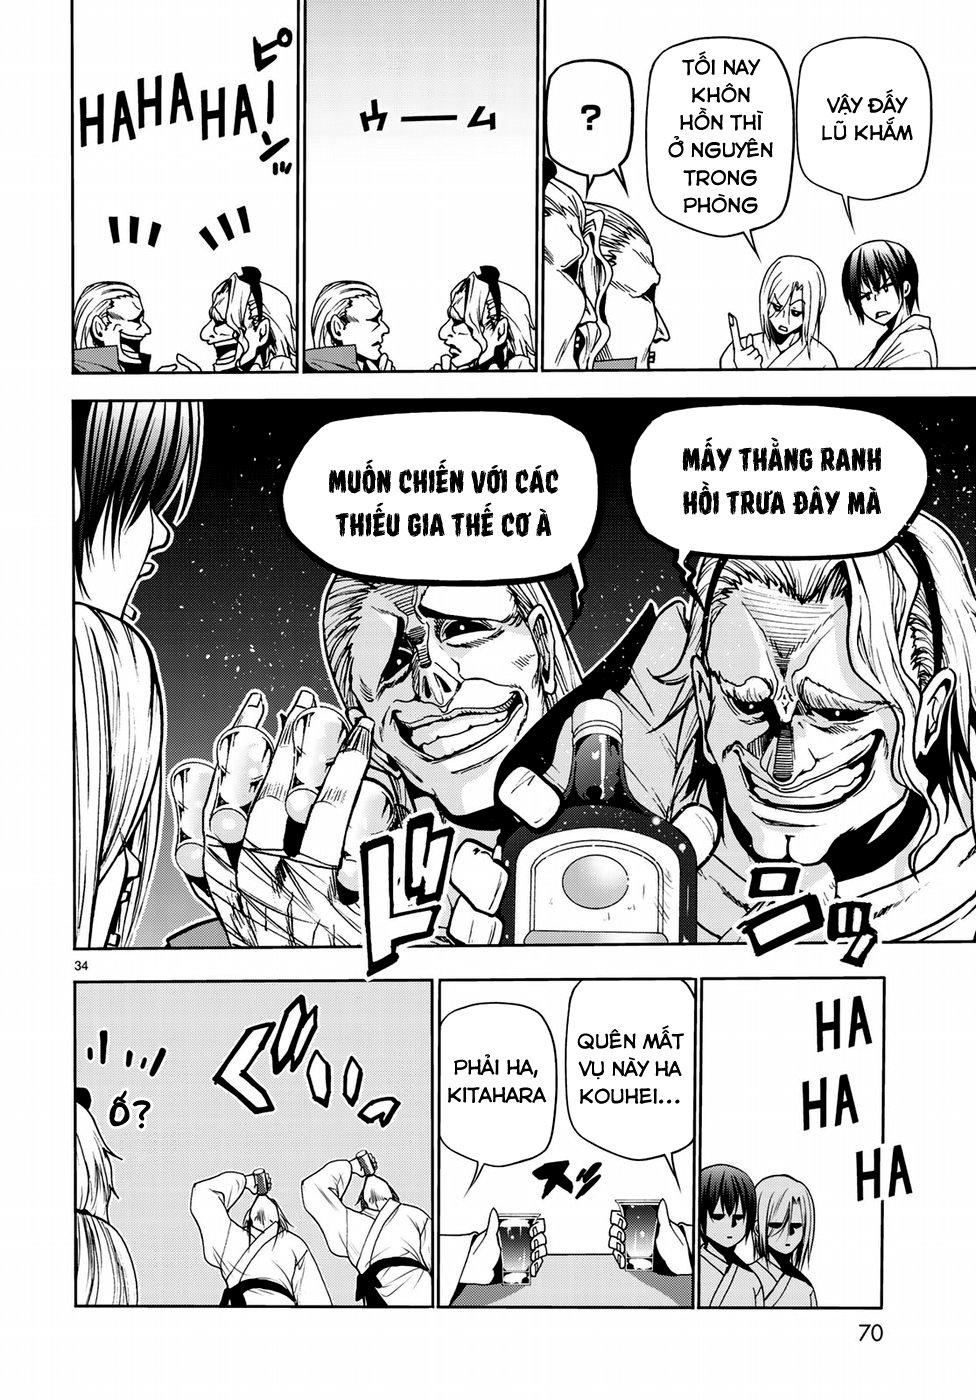 VẬY ĐẤY
LŨ KHẮM
TỐI NAY
KHÔN
HỒN THÌ
Ở NGUYÊN
TRONG
PHÒNG
?
ウーム
ピ
HAHAHA!
MẤY THẰNG RANH
HỒI TRƯA ĐÂY MÀ
MUỐN CHIẾN VỚI CÁC
THIẾU GIA THẾ CƠ À
34
HA
HA
HA
QUÊN MẤT
VỤ NÀY HA
KOUHEI...
PHẢI HA,
KITAHARA
スッ
Ố?
70